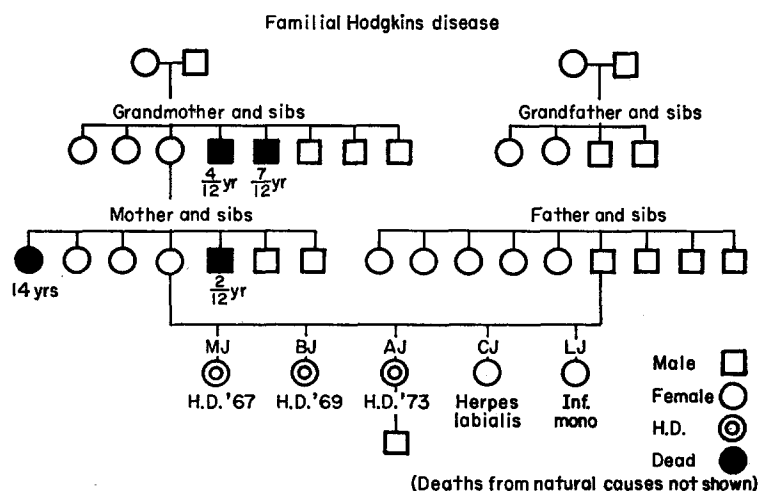 Familial Hodgkins disease
Grandmother and sibs
Grandfather and sibs
4/12 yr
7/12 yr
Mother and sibs
Father and sibs
14 yrs
2/12 yr
MJ
BJ
AJ
CJ
LJ
H.D. '67
H.D. '69
H.D. '73
Herpes
labialis
Inf.
mono
Male
Female
H.D.
Dead
(Deaths from natural causes not shown)